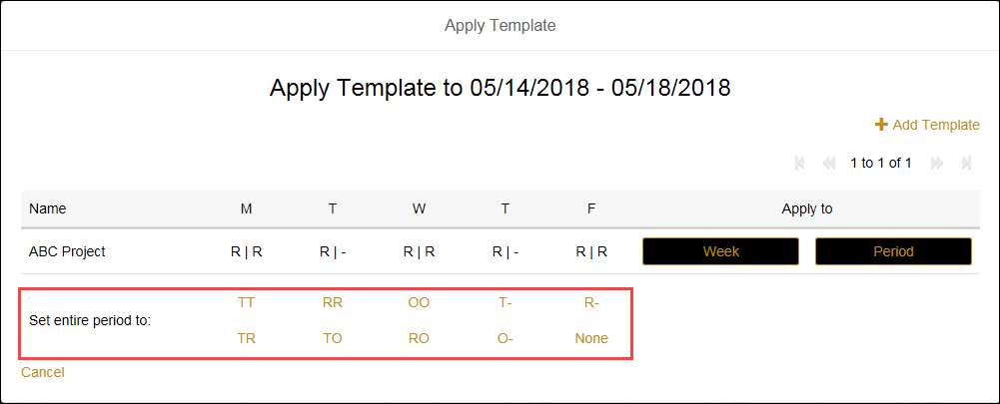 Apply Template
Apply Template to 05/14/2018 - 05/18/2018
+ Add Template
1 to 1 of 1
Name M T W T F Apply to
ABC Project R | R R | - R | R R | - R | R Week Period
Set entire period to:
TT RR OO T- R-
TR TO RO O- None
Cancel